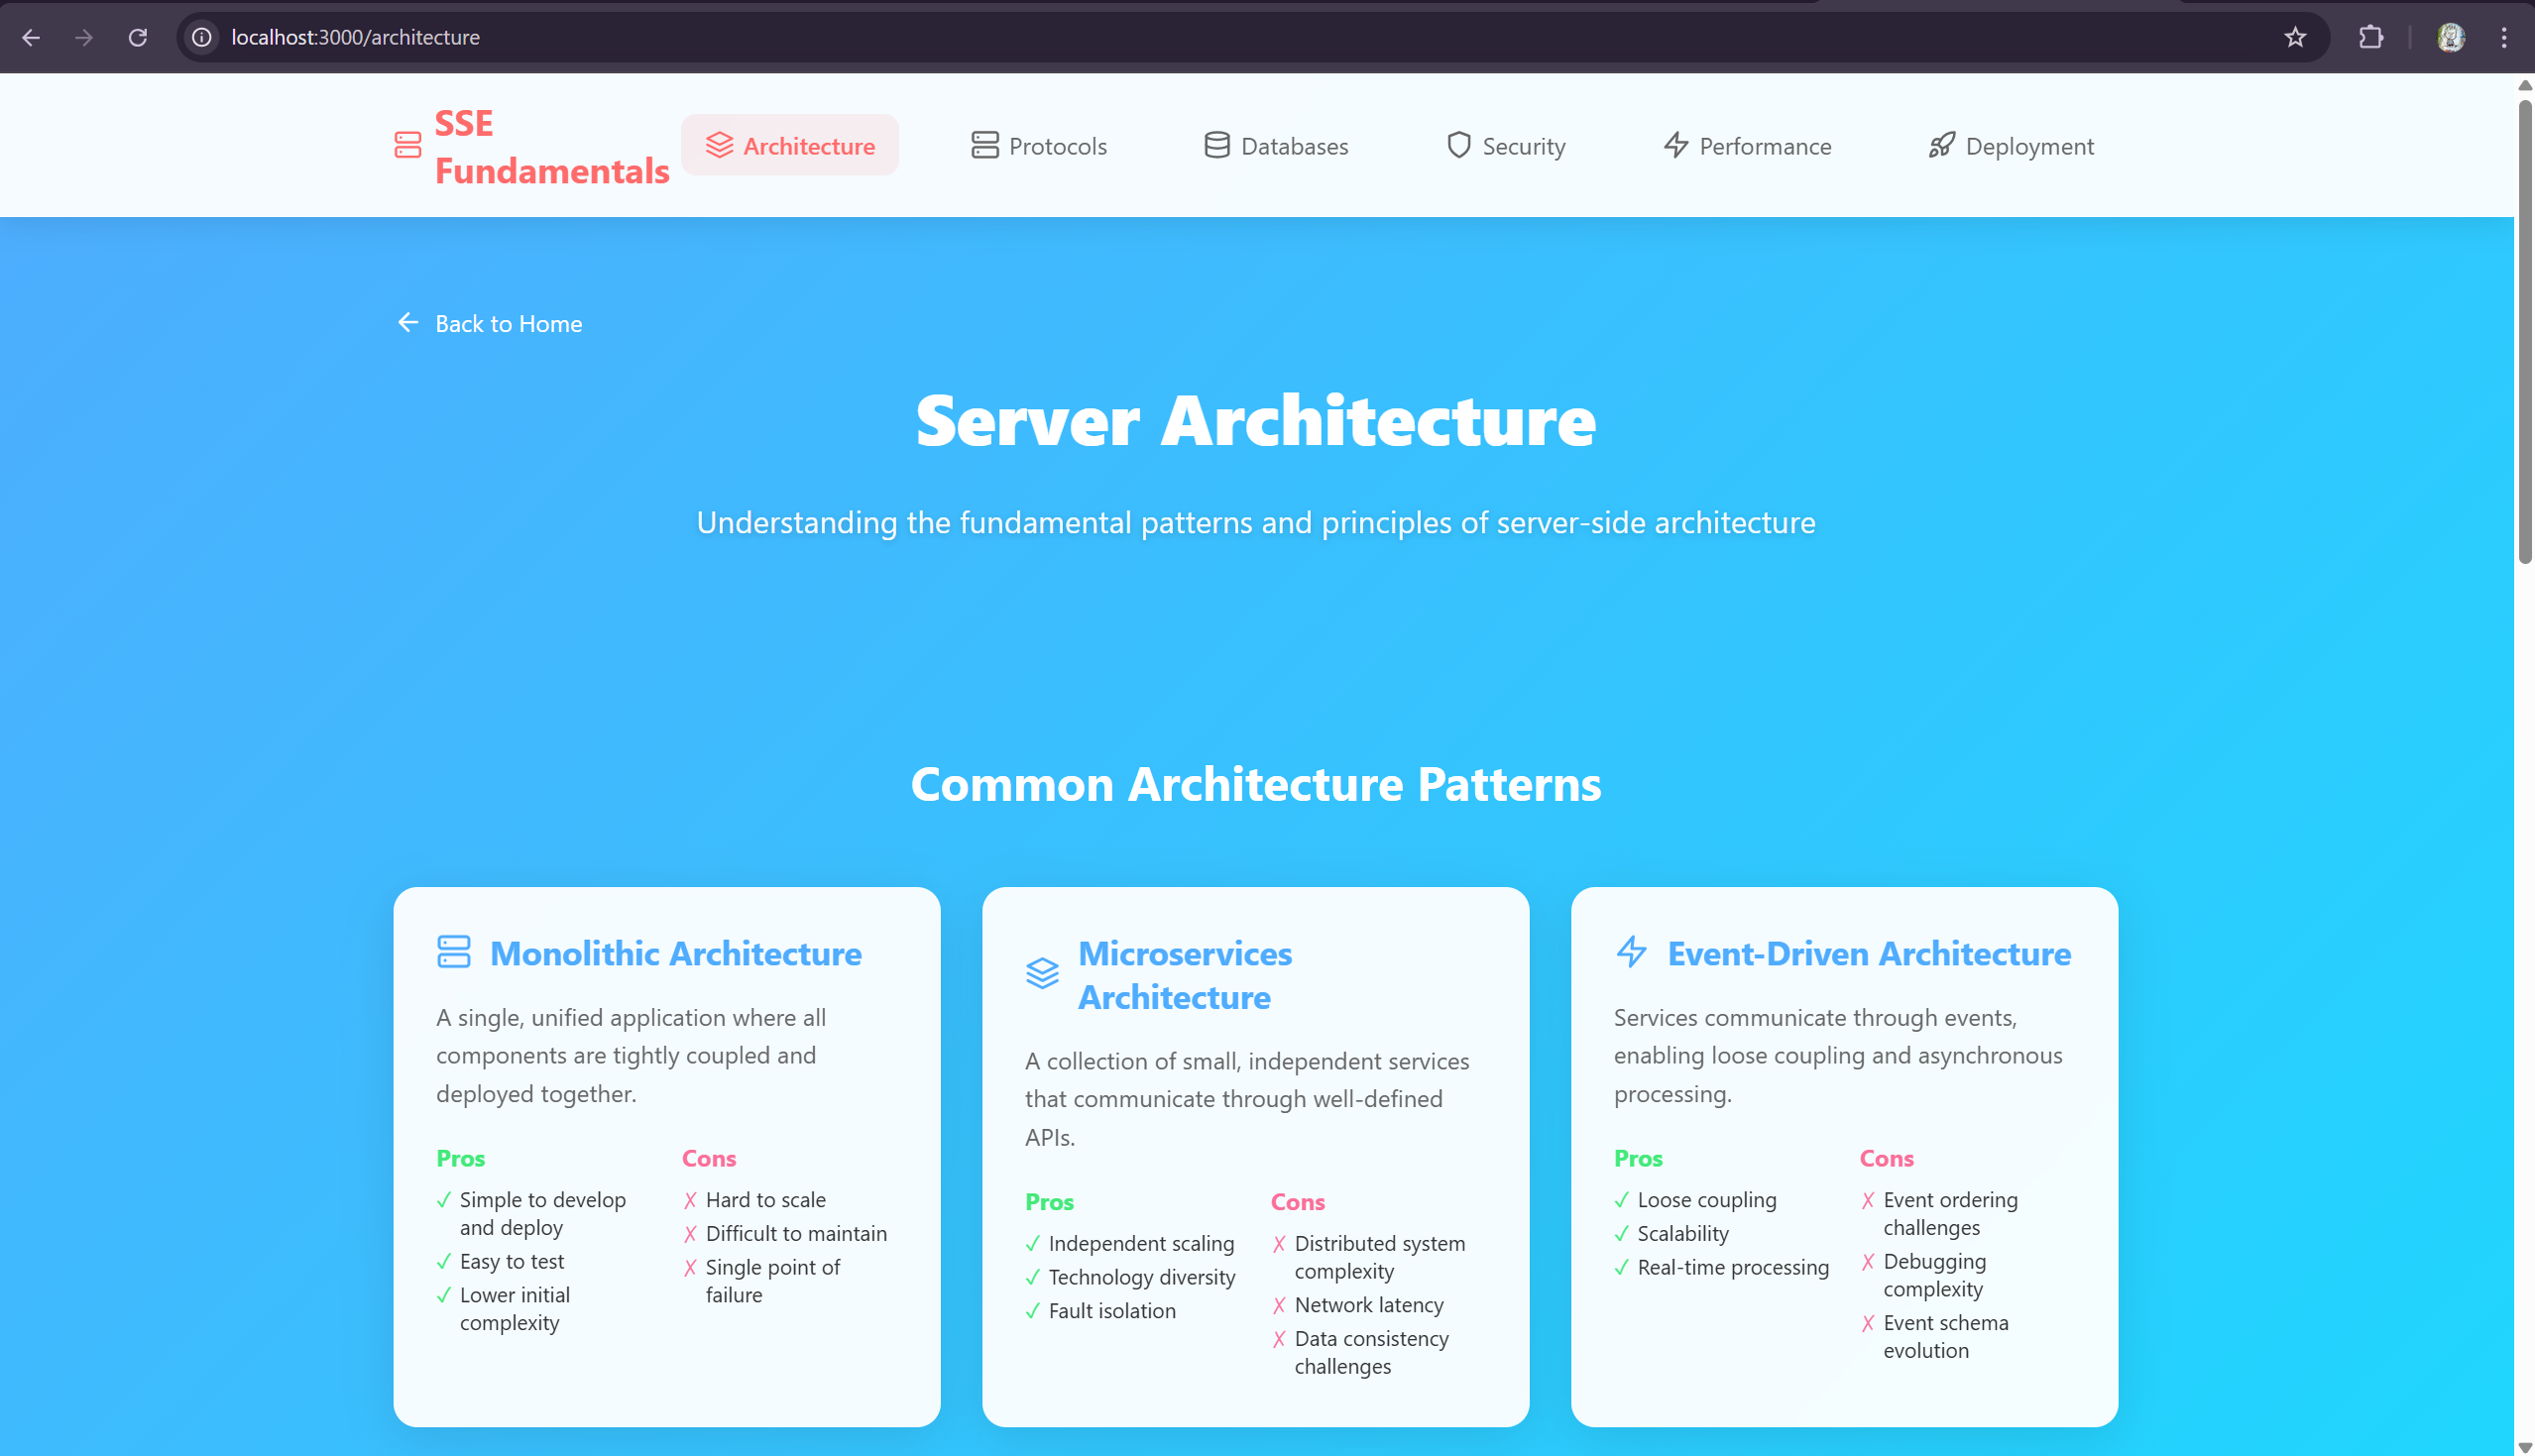 localhost:3000/architecture
SSE
Fundamentals
Architecture
Protocols
Databases
Security
Performance
Deployment
Back to Home
Server Architecture
Understanding the fundamental patterns and principles of server-side architecture
Common Architecture Patterns
Monolithic Architecture
A single, unified application where all
components are tightly coupled and
deployed together.
Pros
✓ Simple to develop
and deploy
✓ Easy to test
✓ Lower initial
complexity
Cons
✗ Hard to scale
✗ Difficult to maintain
✗ Single point of
failure
Microservices
Architecture
A collection of small, independent services
that communicate through well-defined
APIs.
Pros
✓ Independent scaling
✓ Technology diversity
✓ Fault isolation
Cons
✗ Distributed system
complexity
✗ Network latency
✗ Data consistency
challenges
Event-Driven Architecture
Services communicate through events,
enabling loose coupling and asynchronous
processing.
Pros
✓ Loose coupling
✓ Scalability
✓ Real-time processing
Cons
✗ Event ordering
challenges
✗ Debugging
complexity
✗ Event schema
evolution